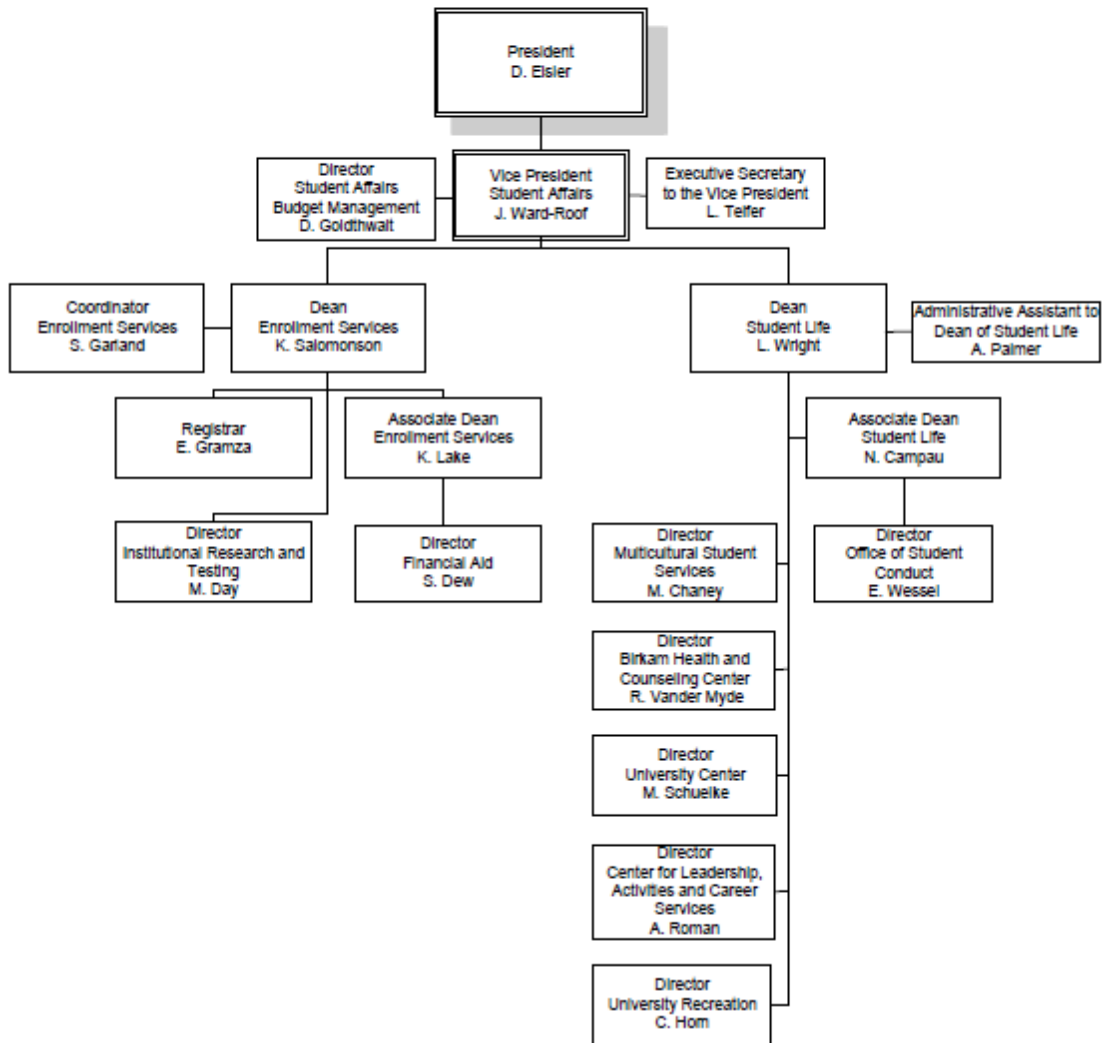 President
D. Eisler
Director
Student Affairs
Budget Management
D. Goldthwait
Vice President
Student Affairs
J. Ward-Roof
Executive Secretary
to the Vice President
L. Telfer
Coordinator
Enrollment Services
S. Garland
Dean
Enrollment Services
K. Salomonson
Dean
Student Life
L. Wright
Administrative Assistant to
Dean of Student Life
A. Palmer
Registrar
E. Gramza
Associate Dean
Enrollment Services
K. Lake
Associate Dean
Student Life
N. Campau
Director
Institutional Research and
Testing
M. Day
Director
Financial Aid
S. Dew
Director
Multicultural Student
Services
M. Chaney
Director
Office of Student
Conduct
E. Wessel
Director
Birkam Health and
Counseling Center
R. Vander Myde
Director
University Center
M. Schuelke
Director
Center for Leadership,
Activities and Career
Services
A. Roman
Director
University Recreation
C. Horn